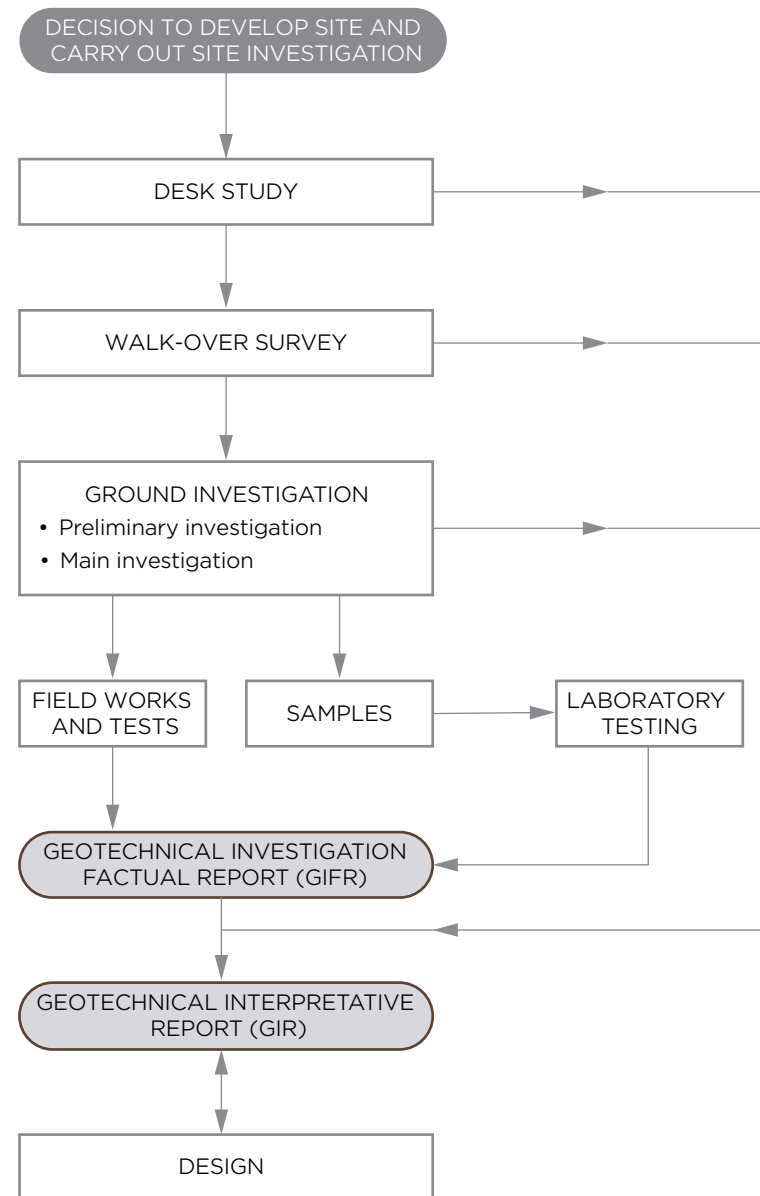 DECISION TO DEVELOP SITE AND
CARRY OUT SITE INVESTIGATION
DESK STUDY
WALK-OVER SURVEY
GROUND INVESTIGATION
• Preliminary investigation
• Main investigation
FIELD WORKS
AND TESTS
SAMPLES
LABORATORY
TESTING
GEOTECHNICAL INVESTIGATION
FACTUAL REPORT (GIFR)
GEOTECHNICAL INTERPRETATIVE
REPORT (GIR)
DESIGN